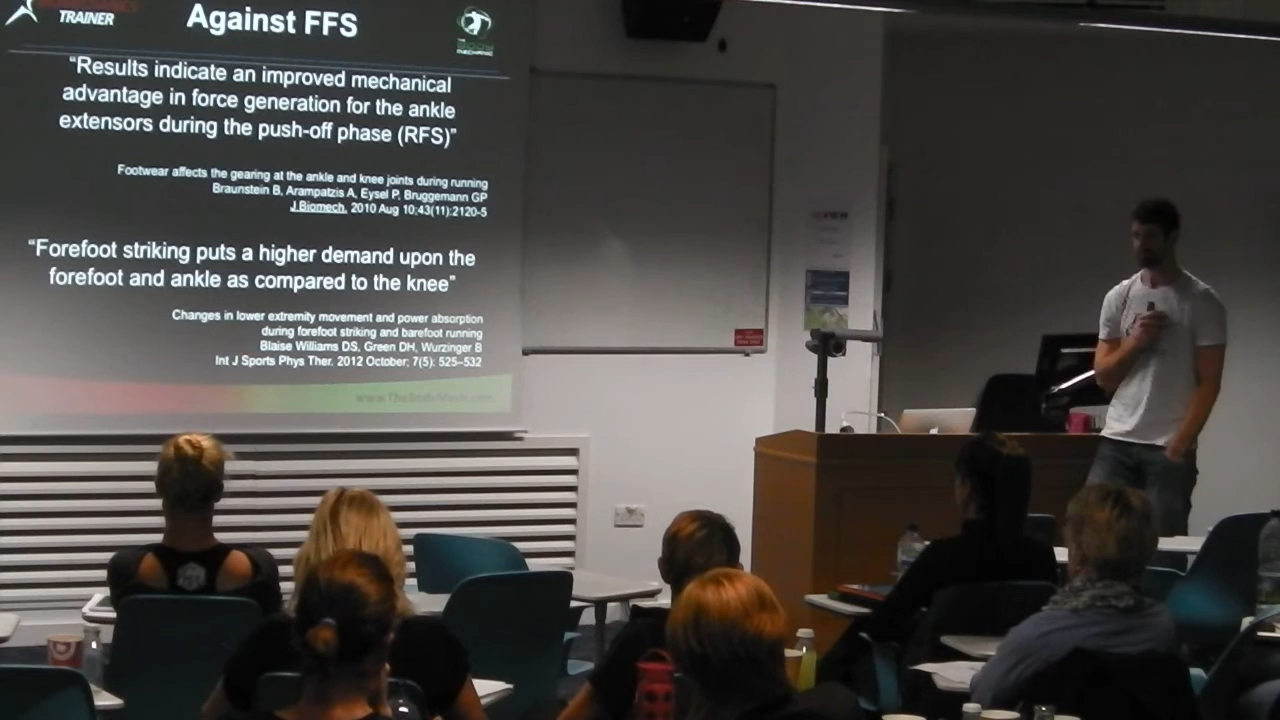 TRAINER
Against FFS
"Results indicate an improved mechanical
advantage in force generation for the ankle
extensors during the push-off phase (RFS)"
Footwear affects the gearing at the ankle and knee joints during running
Braunstein B, Arampatzis A, Eysel P, Bruggemann GP
J Biomech. 2010 Aug 10;43(11):2120-5
"Forefoot striking puts a higher demand upon the
forefoot and ankle as compared to the knee"
Changes in lower extremity movement and power absorption
during forefoot striking and barefoot running
Blaise Williams DS, Green DH, Wurzinger B
Int J Sports Phys Ther. 2012 October; 7(5): 525–532
www.TheBodyMech.com